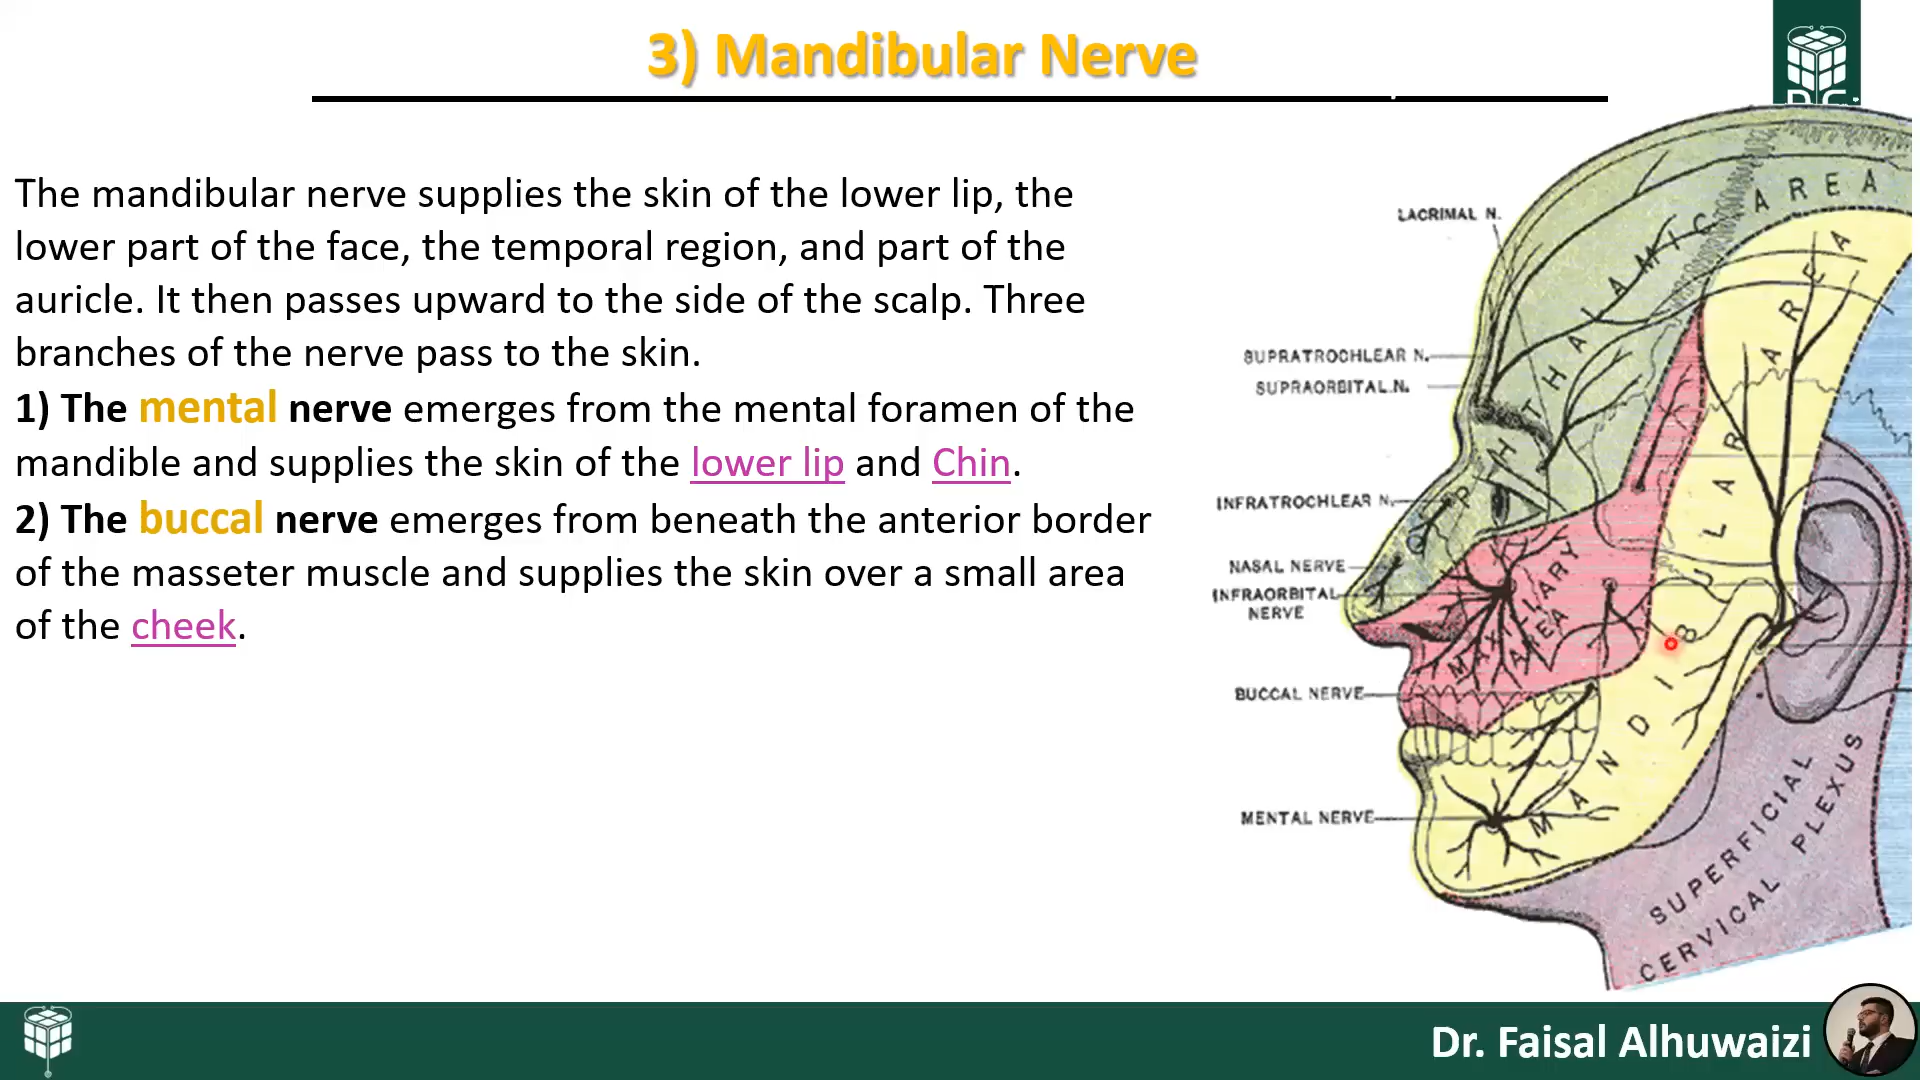 3) Mandibular Nerve
The mandibular nerve supplies the skin of the lower lip, the
lower part of the face, the temporal region, and part of the
auricle. It then passes upward to the side of the scalp. Three
branches of the nerve pass to the skin.
1) The mental nerve emerges from the mental foramen of the
mandible and supplies the skin of the lower lip and Chin.
2) The buccal nerve emerges from beneath the anterior border
of the masseter muscle and supplies the skin over a small area
of the cheek.
LACRIMAL N.
SUPRATROCHLEAR N.
SUPRAORBITAL N.
INFRATROCHLEAR N.
NASAL NERVE
INFRAORBITAL
NERVE
BUCCAL NERVE
MENTAL NERVE
OPHTHALMIC AREA
MAXILLARY
AREA
MANDIBULAR AREA
SUPERFICIAL
CERVICAL PLEXUS
Dr. Faisal Alhuwaizi